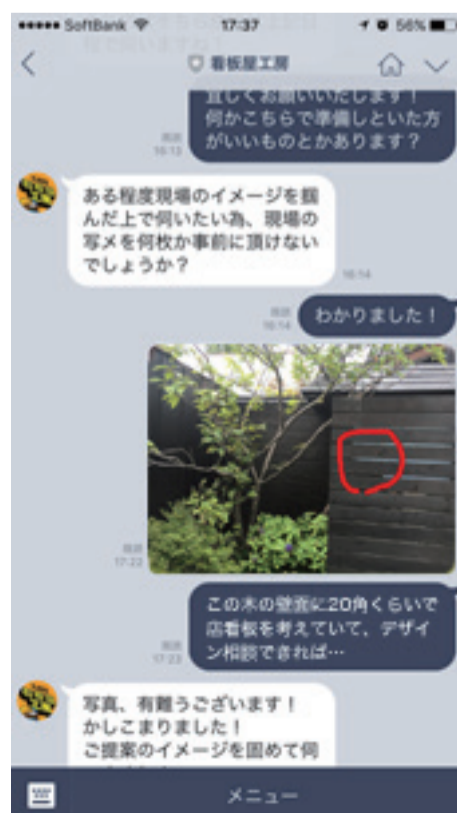 SoftBank 17:37 56%
看板屋工房
宜しくお願いいたします！
何かこちらで準備しといた方
がいいものとかあります？
既読
16:13
ある程度現場のイメージを掴
んだ上で伺いたい為、現場の
写メを何枚か事前に頂けない
でしょうか？
16:14
既読
16:14
わかりました！
既読
17:22
この木の壁面に20角くらいで
店看板を考えていて、デザイ
ン相談できれば…
既読
17:23
写真、有難うございます！
かしこまりました！
ご提案のイメージを固めて伺
メニュー